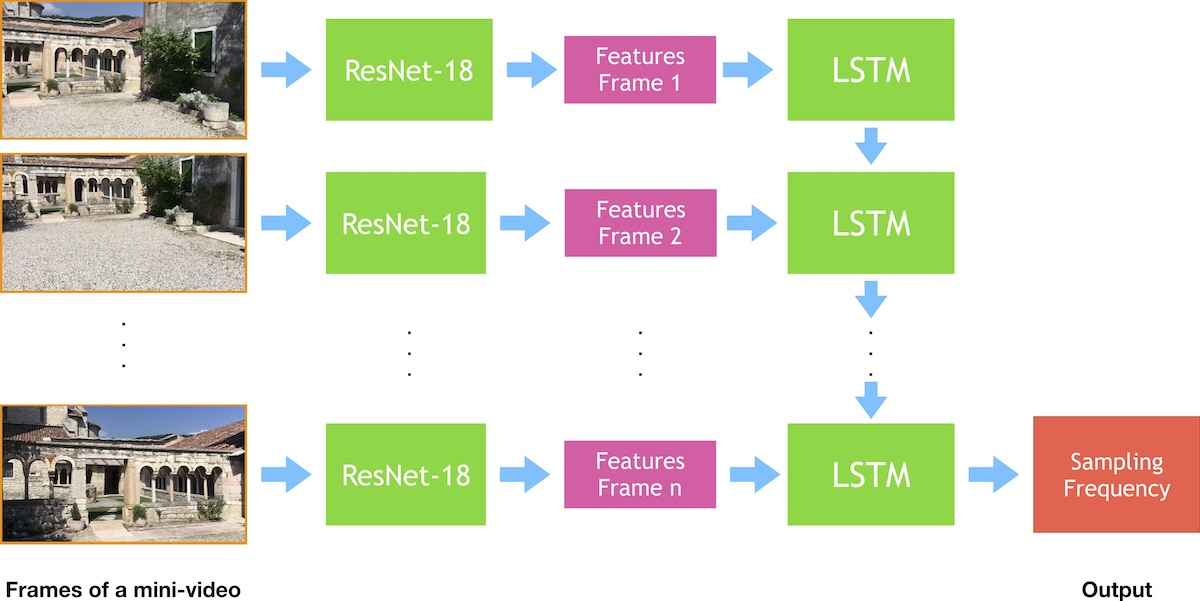 ResNet-18
Features
Frame 1
LSTM
ResNet-18
Features
Frame 2
LSTM
ResNet-18
Features
Frame n
LSTM
Sampling
Frequency
Frames of a mini-video
Output